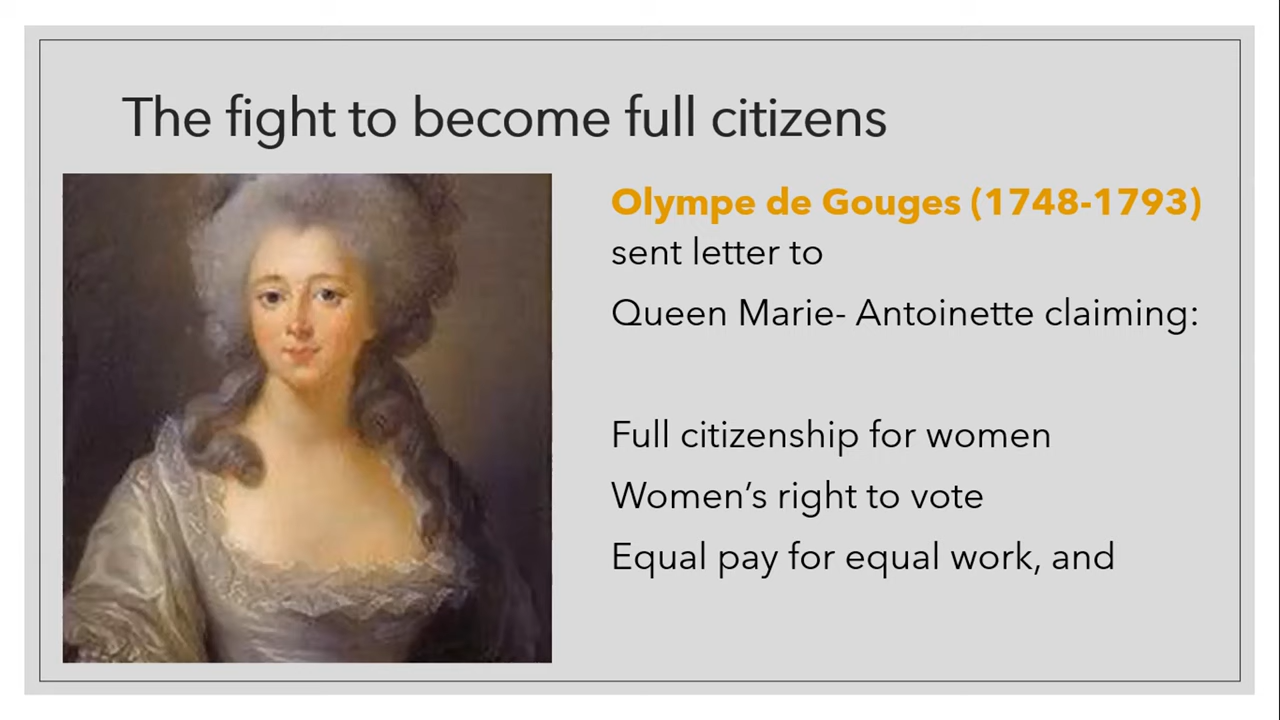 The fight to become full citizens
Olympe de Gouges (1748-1793)
sent letter to
Queen Marie- Antoinette claiming:
Full citizenship for women
Women’s right to vote
Equal pay for equal work, and